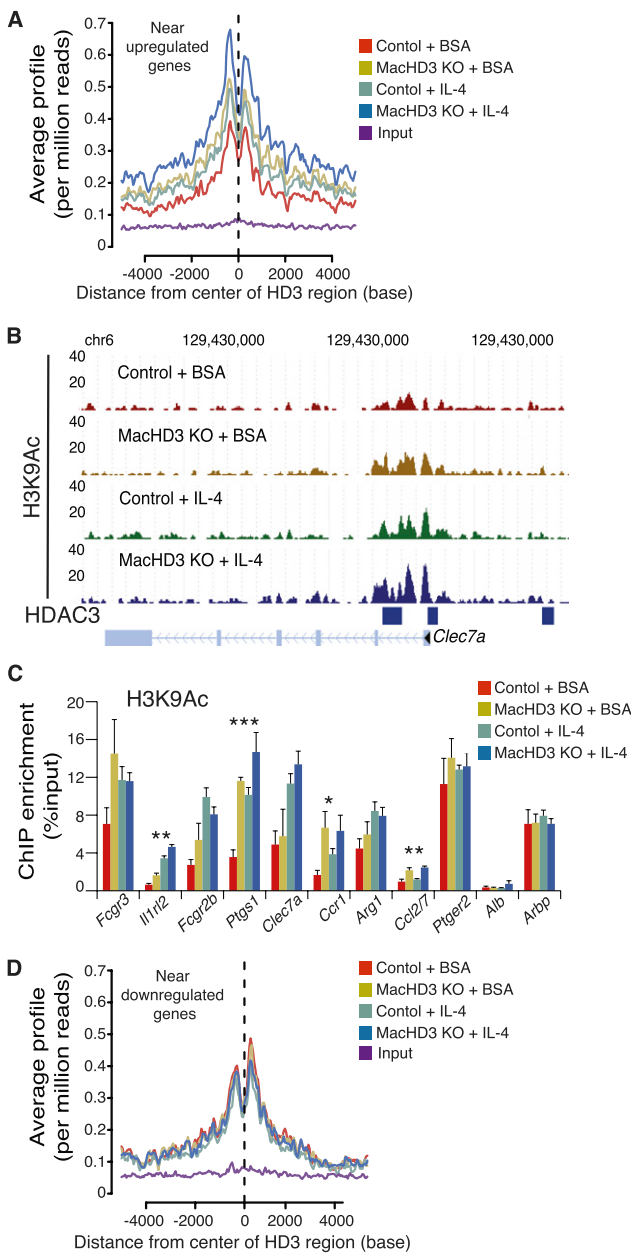 A
0.7
0.6
0.5
0.4
0.3
0.2
0.1
0
Average profile
(per million reads)
Near
upregulated
genes
Contol + BSA
MacHD3 KO + BSA
Contol + IL-4
MacHD3 KO + IL-4
Input
-4000 -2000 0 2000 4000
Distance from center of HD3 region (base)
B
chr6 129,430,000 129,430,000 129,430,000
H3K9Ac
40
20
Control + BSA
40
20
MacHD3 KO + BSA
40
20
Control + IL-4
40
20
MacHD3 KO + IL-4
HDAC3
Clec7a
C
H3K9Ac
20
16
12
8
4
0
ChIP enrichment
(%input)
Contol + BSA
MacHD3 KO + BSA
Contol + IL-4
MacHD3 KO + IL-4
** *** * **
Fcgr3 Il1rl2 Fcgr2b Ptgs1 Clec7a Ccr1 Arg1 Ccl2/7 Ptger2 Alb Arbp
D
0.7
0.6
0.5
0.4
0.3
0.2
0.1
0
Average profile
(per million reads)
Near
downregulated
genes
Contol + BSA
MacHD3 KO + BSA
Contol + IL-4
MacHD3 KO + IL-4
Input
-4000 -2000 0 2000 4000
Distance from center of HD3 region (base)